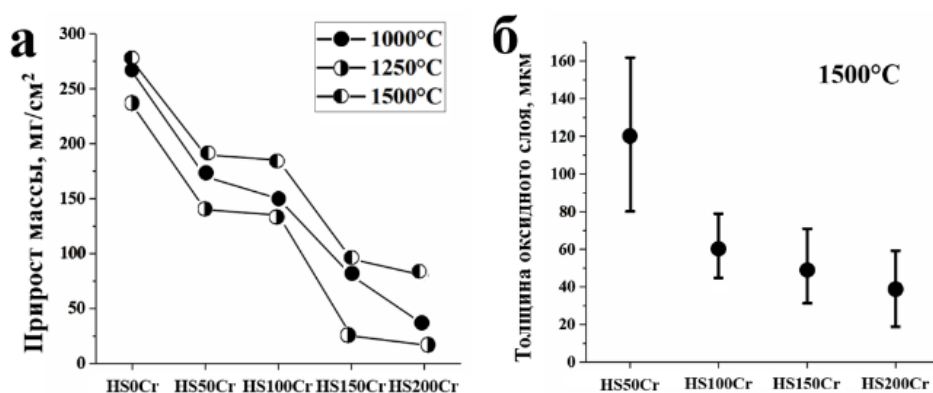 а
Прирост массы, мг/см²
300
250
200
150
100
50
0
HS0Cr HS50Cr HS100Cr HS150Cr HS200Cr
1000°C
1250°C
1500°C
б
Толщина оксидного слоя, мкм
160
140
120
100
80
60
40
20
0
HS50Cr HS100Cr HS150Cr HS200Cr
1500°C